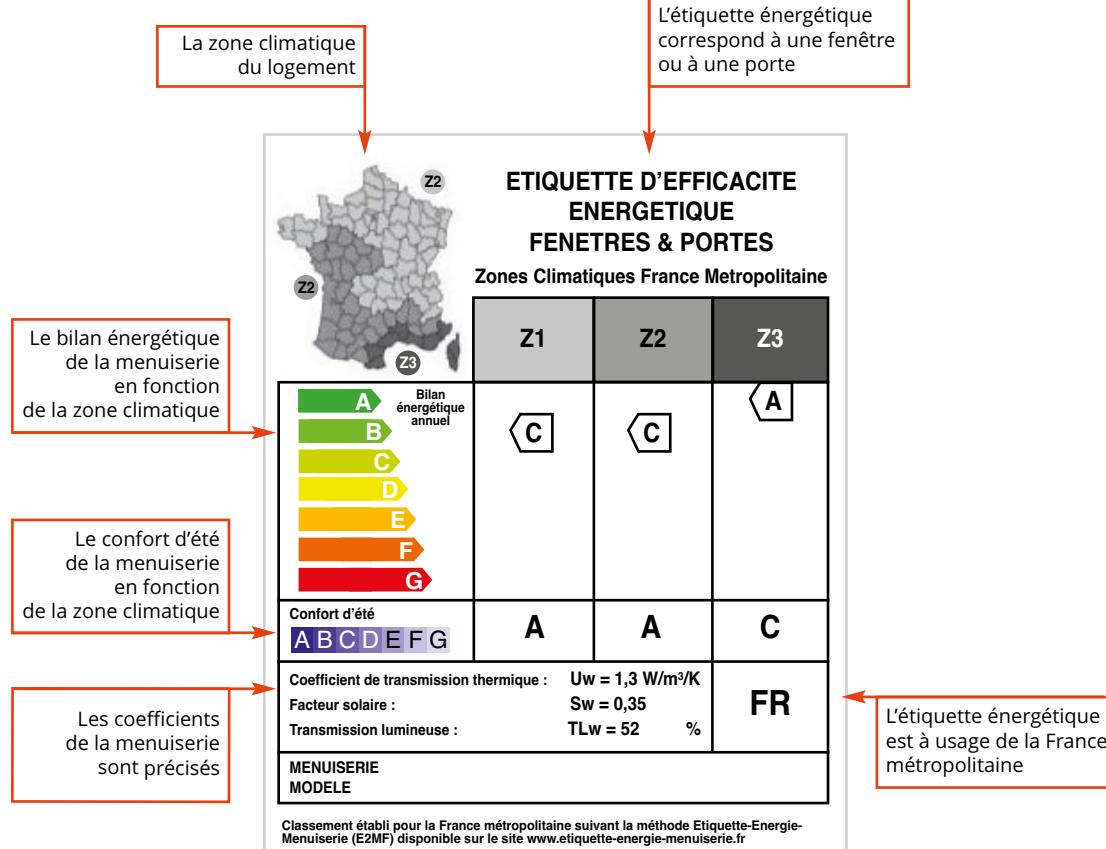 La zone climatique
du logement
L'étiquette énergétique
correspond à une fenêtre
ou à une porte
Z2
Z2
Z3
ETIQUETTE D'EFFICACITE
ENERGETIQUE
FENETRES & PORTES
Zones Climatiques France Metropolitaine
Z1 Z2 Z3
Le bilan énergétique
de la menuiserie
en fonction
de la zone climatique
A
B
C
D
E
F
G
Bilan
énergétique
annuel
C C A
Le confort d'été
de la menuiserie
en fonction
de la zone climatique
Confort d'été
A B C D E F G
A A C
Les coefficients
de la menuiserie
sont précisés
Coefficient de transmission thermique : Uw = 1,3 W/m³/K
Facteur solaire : Sw = 0,35
Transmission lumineuse : TLw = 52 %
FR
L'étiquette énergétique
est à usage de la France
métropolitaine
MENUISERIE
MODELE
Classement établi pour la France métropolitaine suivant la méthode Etiquette-Energie-
Menuiserie (E2MF) disponible sur le site www.etiquette-energie-menuiserie.fr